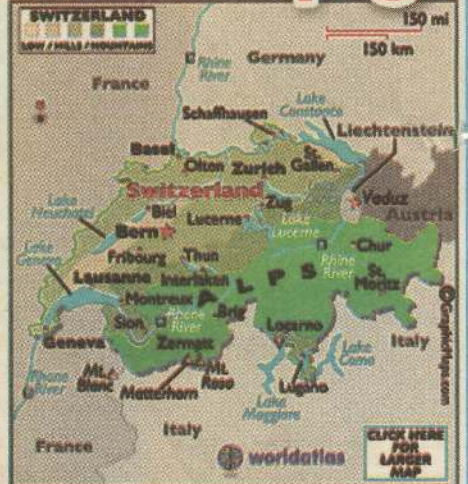 SWITZERLAND
LOW / HILLS / MOUNTAINS
150 mi
150 km
Germany
France
Rhine
River
Schaffhausen
Lake
Constance
Liechtenstein
Basel
Olten
Zurich
St.
Gallen
Switzerland
Lake
Neuchatel
Biel
Zug
Vaduz
Austria
Lucerne
Lake
Lucerne
Bern
Lake
Geneva
Fribourg
Thun
Rhine
River
Chur
Lausanne
Interlaken
ALPS
St.
Moritz
Montreux
Sion
Rhone
River
Brig
Locarno
Geneva
Zermatt
Lake
Como
Italy
Rhone
River
Mt.
Blanc
Mt.
Rosa
Matterhorn
Lugano
Lake
Maggiore
©GraphicMaps.com
France
Italy
worldatlas
CLICK HERE
FOR
LARGER
MAP